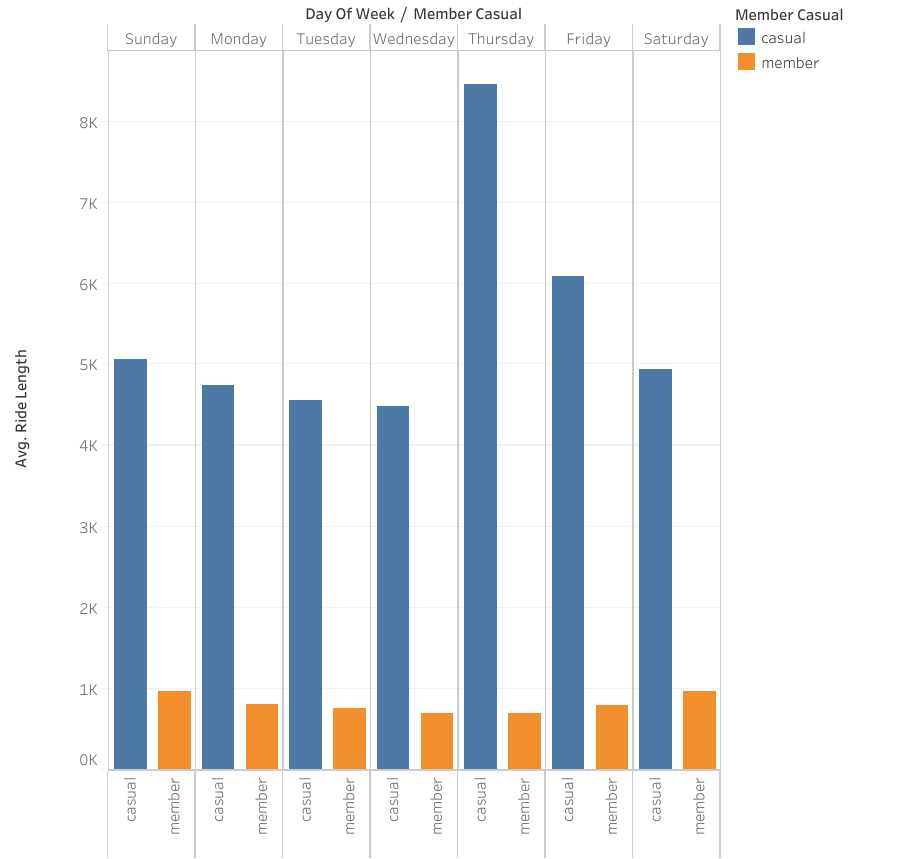 Day Of Week / Member Casual
Member Casual
Sunday Monday Tuesday Wednesday Thursday Friday Saturday
casual
member
8K
7K
6K
5K
Avg. Ride Length
4K
3K
2K
1K
0K
casual member casual member casual member casual member casual member casual member casual member